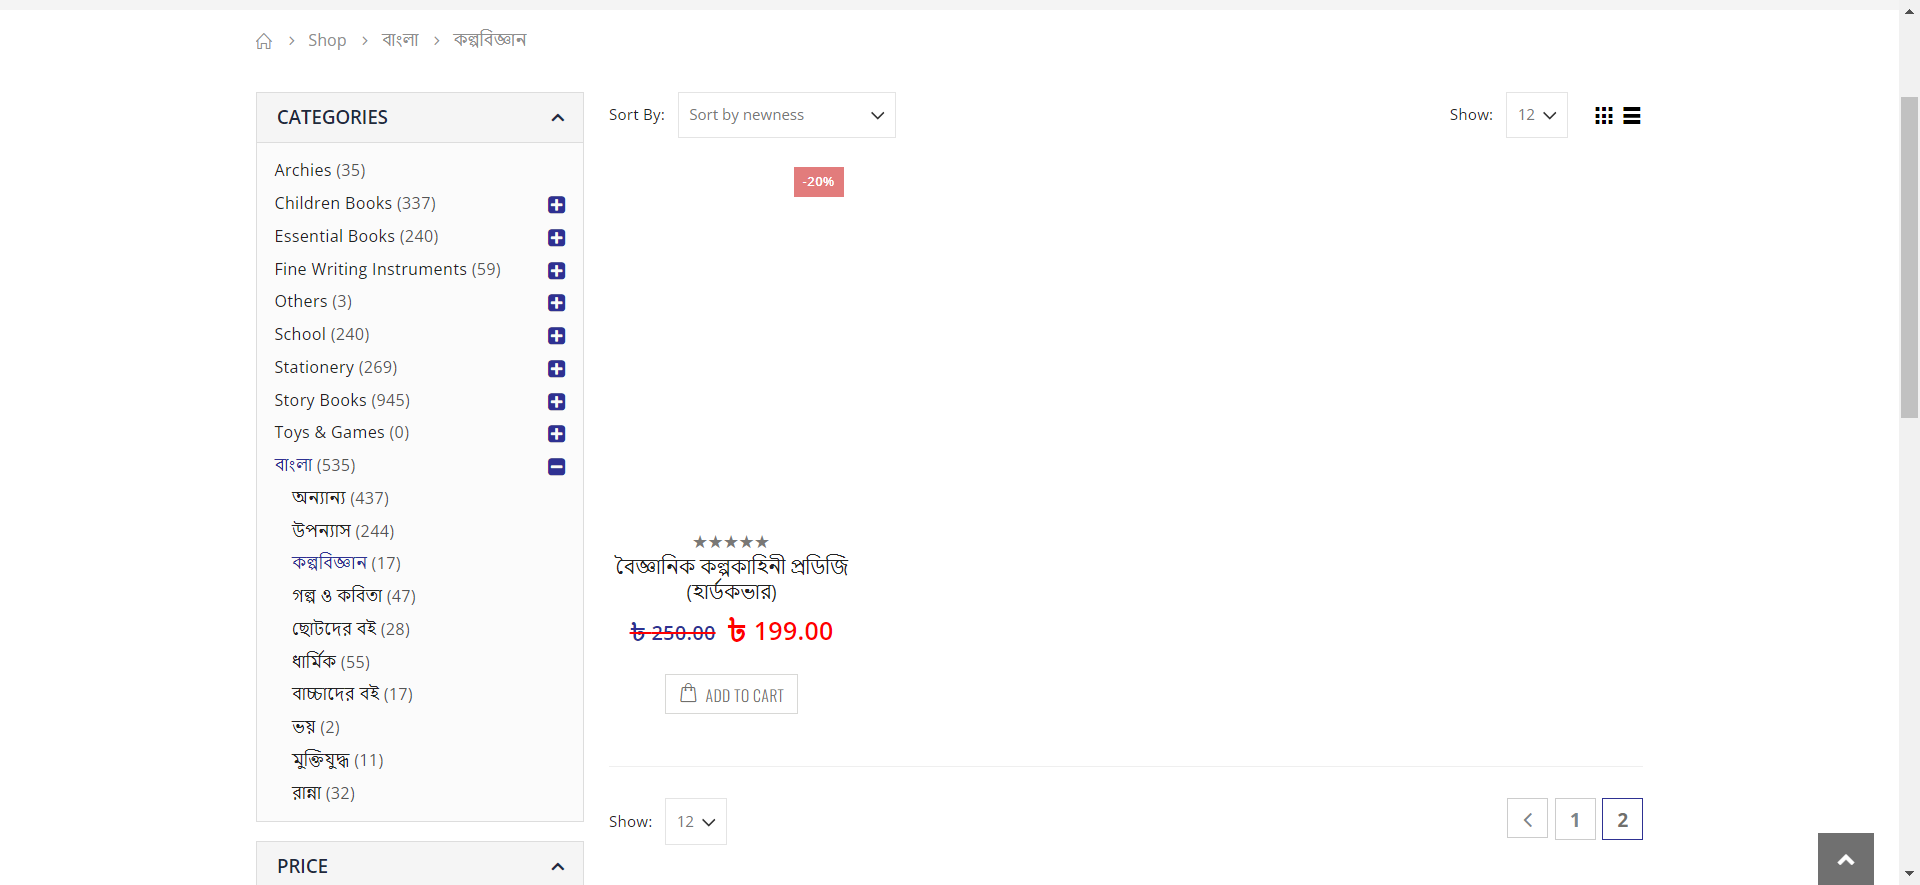 Shop > বাংলা > কল্পবিজ্ঞান
CATEGORIES
Archies (35)
Children Books (337)
Essential Books (240)
Fine Writing Instruments (59)
Others (3)
School (240)
Stationery (269)
Story Books (945)
Toys & Games (0)
বাংলা (535)
অন্যান্য (437)
উপন্যাস (244)
কল্পবিজ্ঞান (17)
গল্প ও কবিতা (47)
ছোটদের বই (28)
ধার্মিক (55)
বাচ্চাদের বই (17)
ভয় (2)
মুক্তিযুদ্ধ (11)
রান্না (32)
PRICE
Sort By: Sort by newness
Show: 12
-20%
★★★★★
বৈজ্ঞানিক কল্পকাহিনী প্রডিজি
(হার্ডকভার)
৳ 250.00 ৳ 199.00
ADD TO CART
Show: 12
1 2